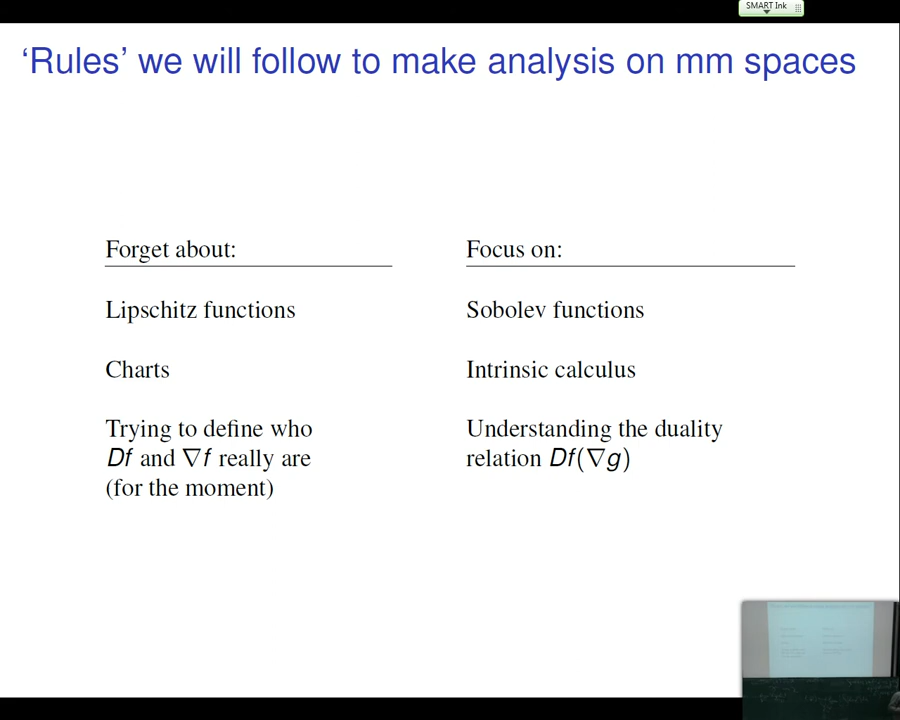 SMART Ink
‘Rules’ we will follow to make analysis on mm spaces
Forget about:
Lipschitz functions
Charts
Trying to define who
Df and ∇f really are
(for the moment)
Focus on:
Sobolev functions
Intrinsic calculus
Understanding the duality
relation Df(∇g)